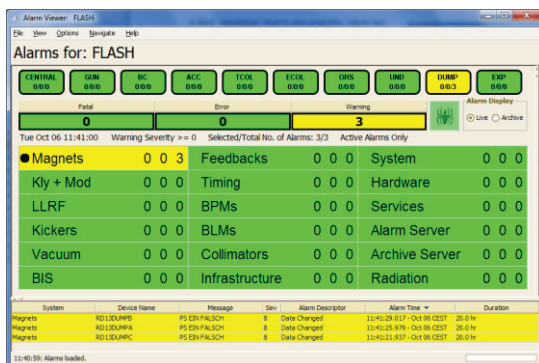 Alarm Viewer: FLASH
File View Options Navigate Help
Alarms for: FLASH
CENTRAL GUN BC ACC TCOL ECOL ORS UND DUMP EXP
0/0/0 0/0/0 0/0/0 0/0/0 0/0/0 0/0/0 0/0/0 0/0/0 0/0/3 0/0/0
Fatal Error Warning Alarm Display
0 0 3 Live Archive
Tue Oct 06 11:41:00 Warning Severity >= 0 Selected/Total No. of Alarms: 3/3 Active Alarms Only
Magnets 0 0 3 Feedbacks 0 0 0 System 0 0 0
Kly + Mod 0 0 0 Timing 0 0 0 Hardware 0 0 0
LLRF 0 0 0 BPMs 0 0 0 Services 0 0 0
Kickers 0 0 0 BLMs 0 0 0 Alarm Server 0 0 0
Vacuum 0 0 0 Collimators 0 0 0 Archive Server 0 0 0
BIS 0 0 0 Infrastructure 0 0 0 Radiation 0 0 0
System Device Name Message Sev Alarm Descriptor Alarm Time Duration
Magnets RD13DUMPB PS EIN FALSCH 8 Data Changed 11:41:29.017 - Oct 06 CEST 20.0 hr
Magnets RD13DUMPA PS EIN FALSCH 8 Data Changed 11:41:25.979 - Oct 06 CEST 20.0 hr
Magnets RD13DUMPC PS EIN FALSCH 8 Data Changed 11:41:21.937 - Oct 06 CEST 20.0 hr
11:40:59: Alarms loaded.